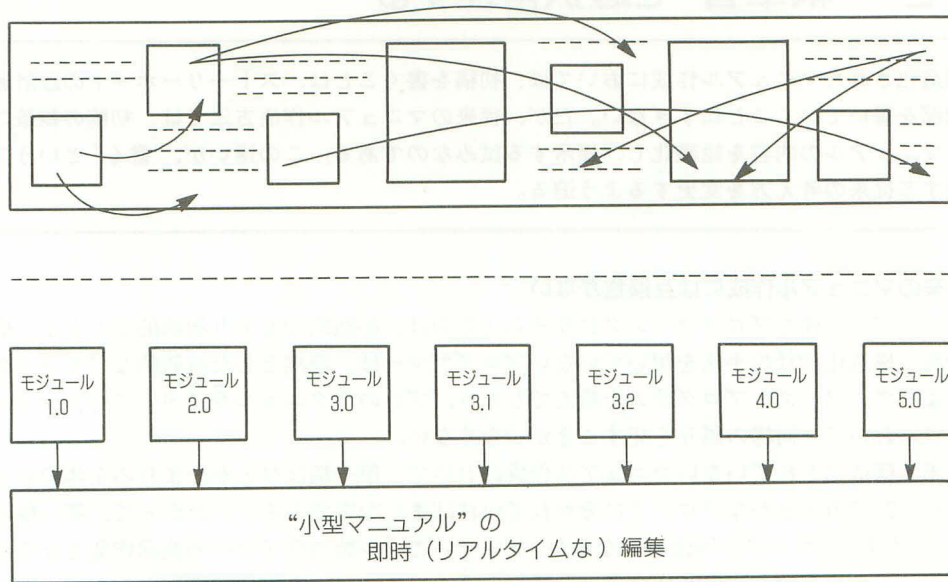 モジュール
1.0
モジュール
2.0
モジュール
3.0
モジュール
3.1
モジュール
3.2
モジュール
4.0
モジュール
5.0
“小型マニュアル”の
即時（リアルタイムな）編集